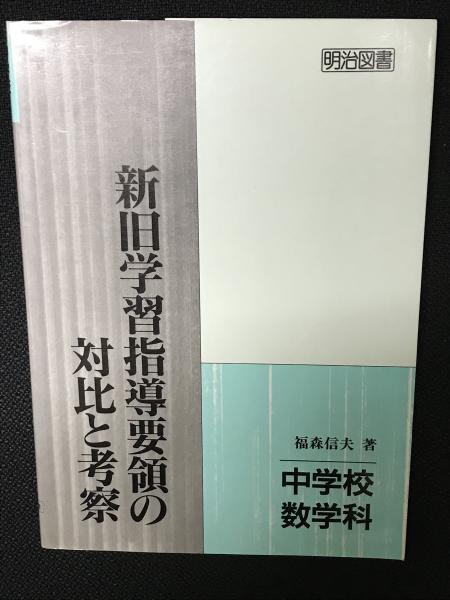 明治図書
新旧学習指導要領の
対比と考察
福森信夫 著
中学校
数学科